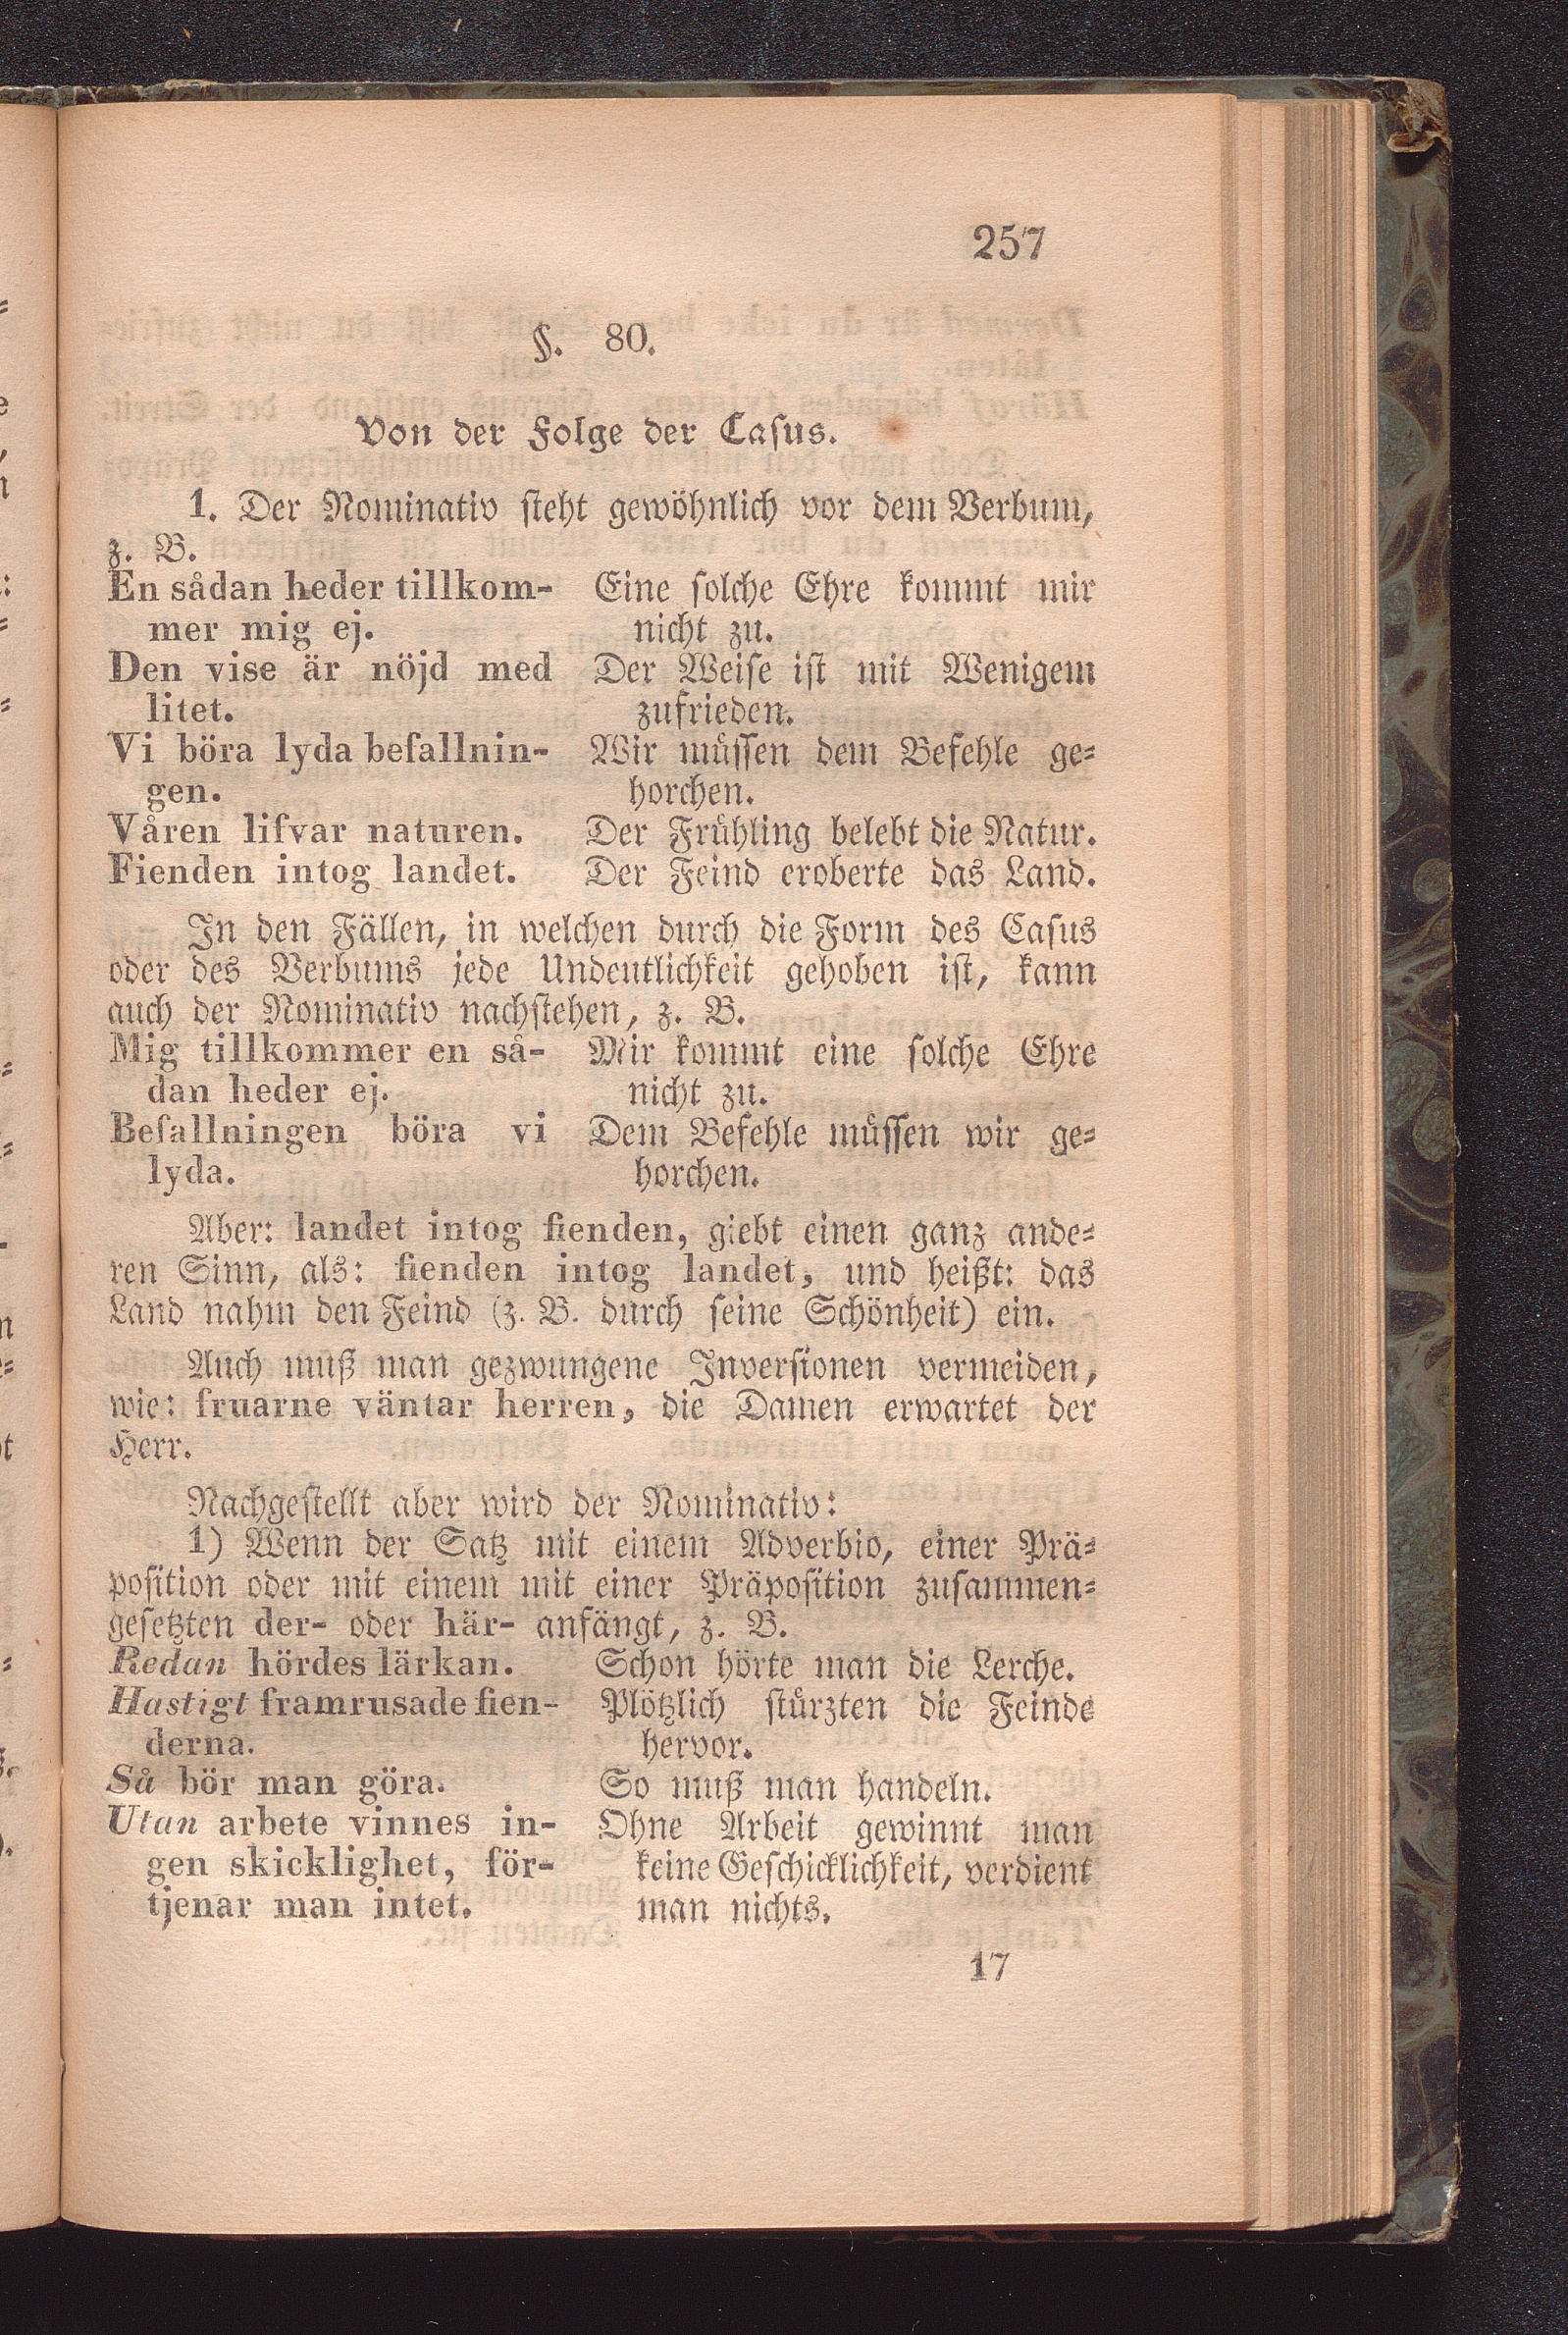 257
§. 80.
Von der Folge der Casus.
1. Der Nominativ steht gewöhnlich vor dem Verbum,
z. B.
En sådan heder tillkom- Eine solche Ehre kommt mir
mer mig ej. nicht zu.
Den vise är nöjd med Der Weise ist mit Wenigem
litet. zufrieden.
Vi böra lyda befallnin- Wir müssen dem Befehle ge-
gen. horchen.
Våren lifvar naturen. Der Frühling belebt die Natur.
Fienden intog landet. Der Feind eroberte das Land.
In den Fällen, in welchen durch die Form des Casus
oder des Verbums jede Undeutlichkeit gehoben ist, kann
auch der Nominativ nachstehen, z. B.
Mig tillkommer en så- Mir kommt eine solche Ehre
dan heder ej. nicht zu.
Befallningen böra vi Dem Befehle müssen wir ge-
lyda. horchen.
Aber: landet intog fienden, giebt einen ganz ande-
ren Sinn, als: fienden intog landet, und heißt: das
Land nahm den Feind (z. B. durch seine Schönheit) ein.
Auch muß man gezwungene Inversionen vermeiden,
wie: fruarne väntar herren, die Damen erwartet der
Herr.
Nachgestellt aber wird der Nominativ:
1) Wenn der Satz mit einem Adverbio, einer Prä-
position oder mit einem mit einer Präposition zusammen-
gesetzten der- oder här- anfängt, z. B.
Redan hördes lärkan. Schon hörte man die Lerche.
Hastigt framrusade fien- Plötzlich stürzten die Feinde
derna. hervor.
Så bör man göra. So muß man handeln.
Utan arbete vinnes in- Ohne Arbeit gewinnt man
gen skicklighet, för- keine Geschicklichkeit, verdient
tjenar man intet. man nichts.
17